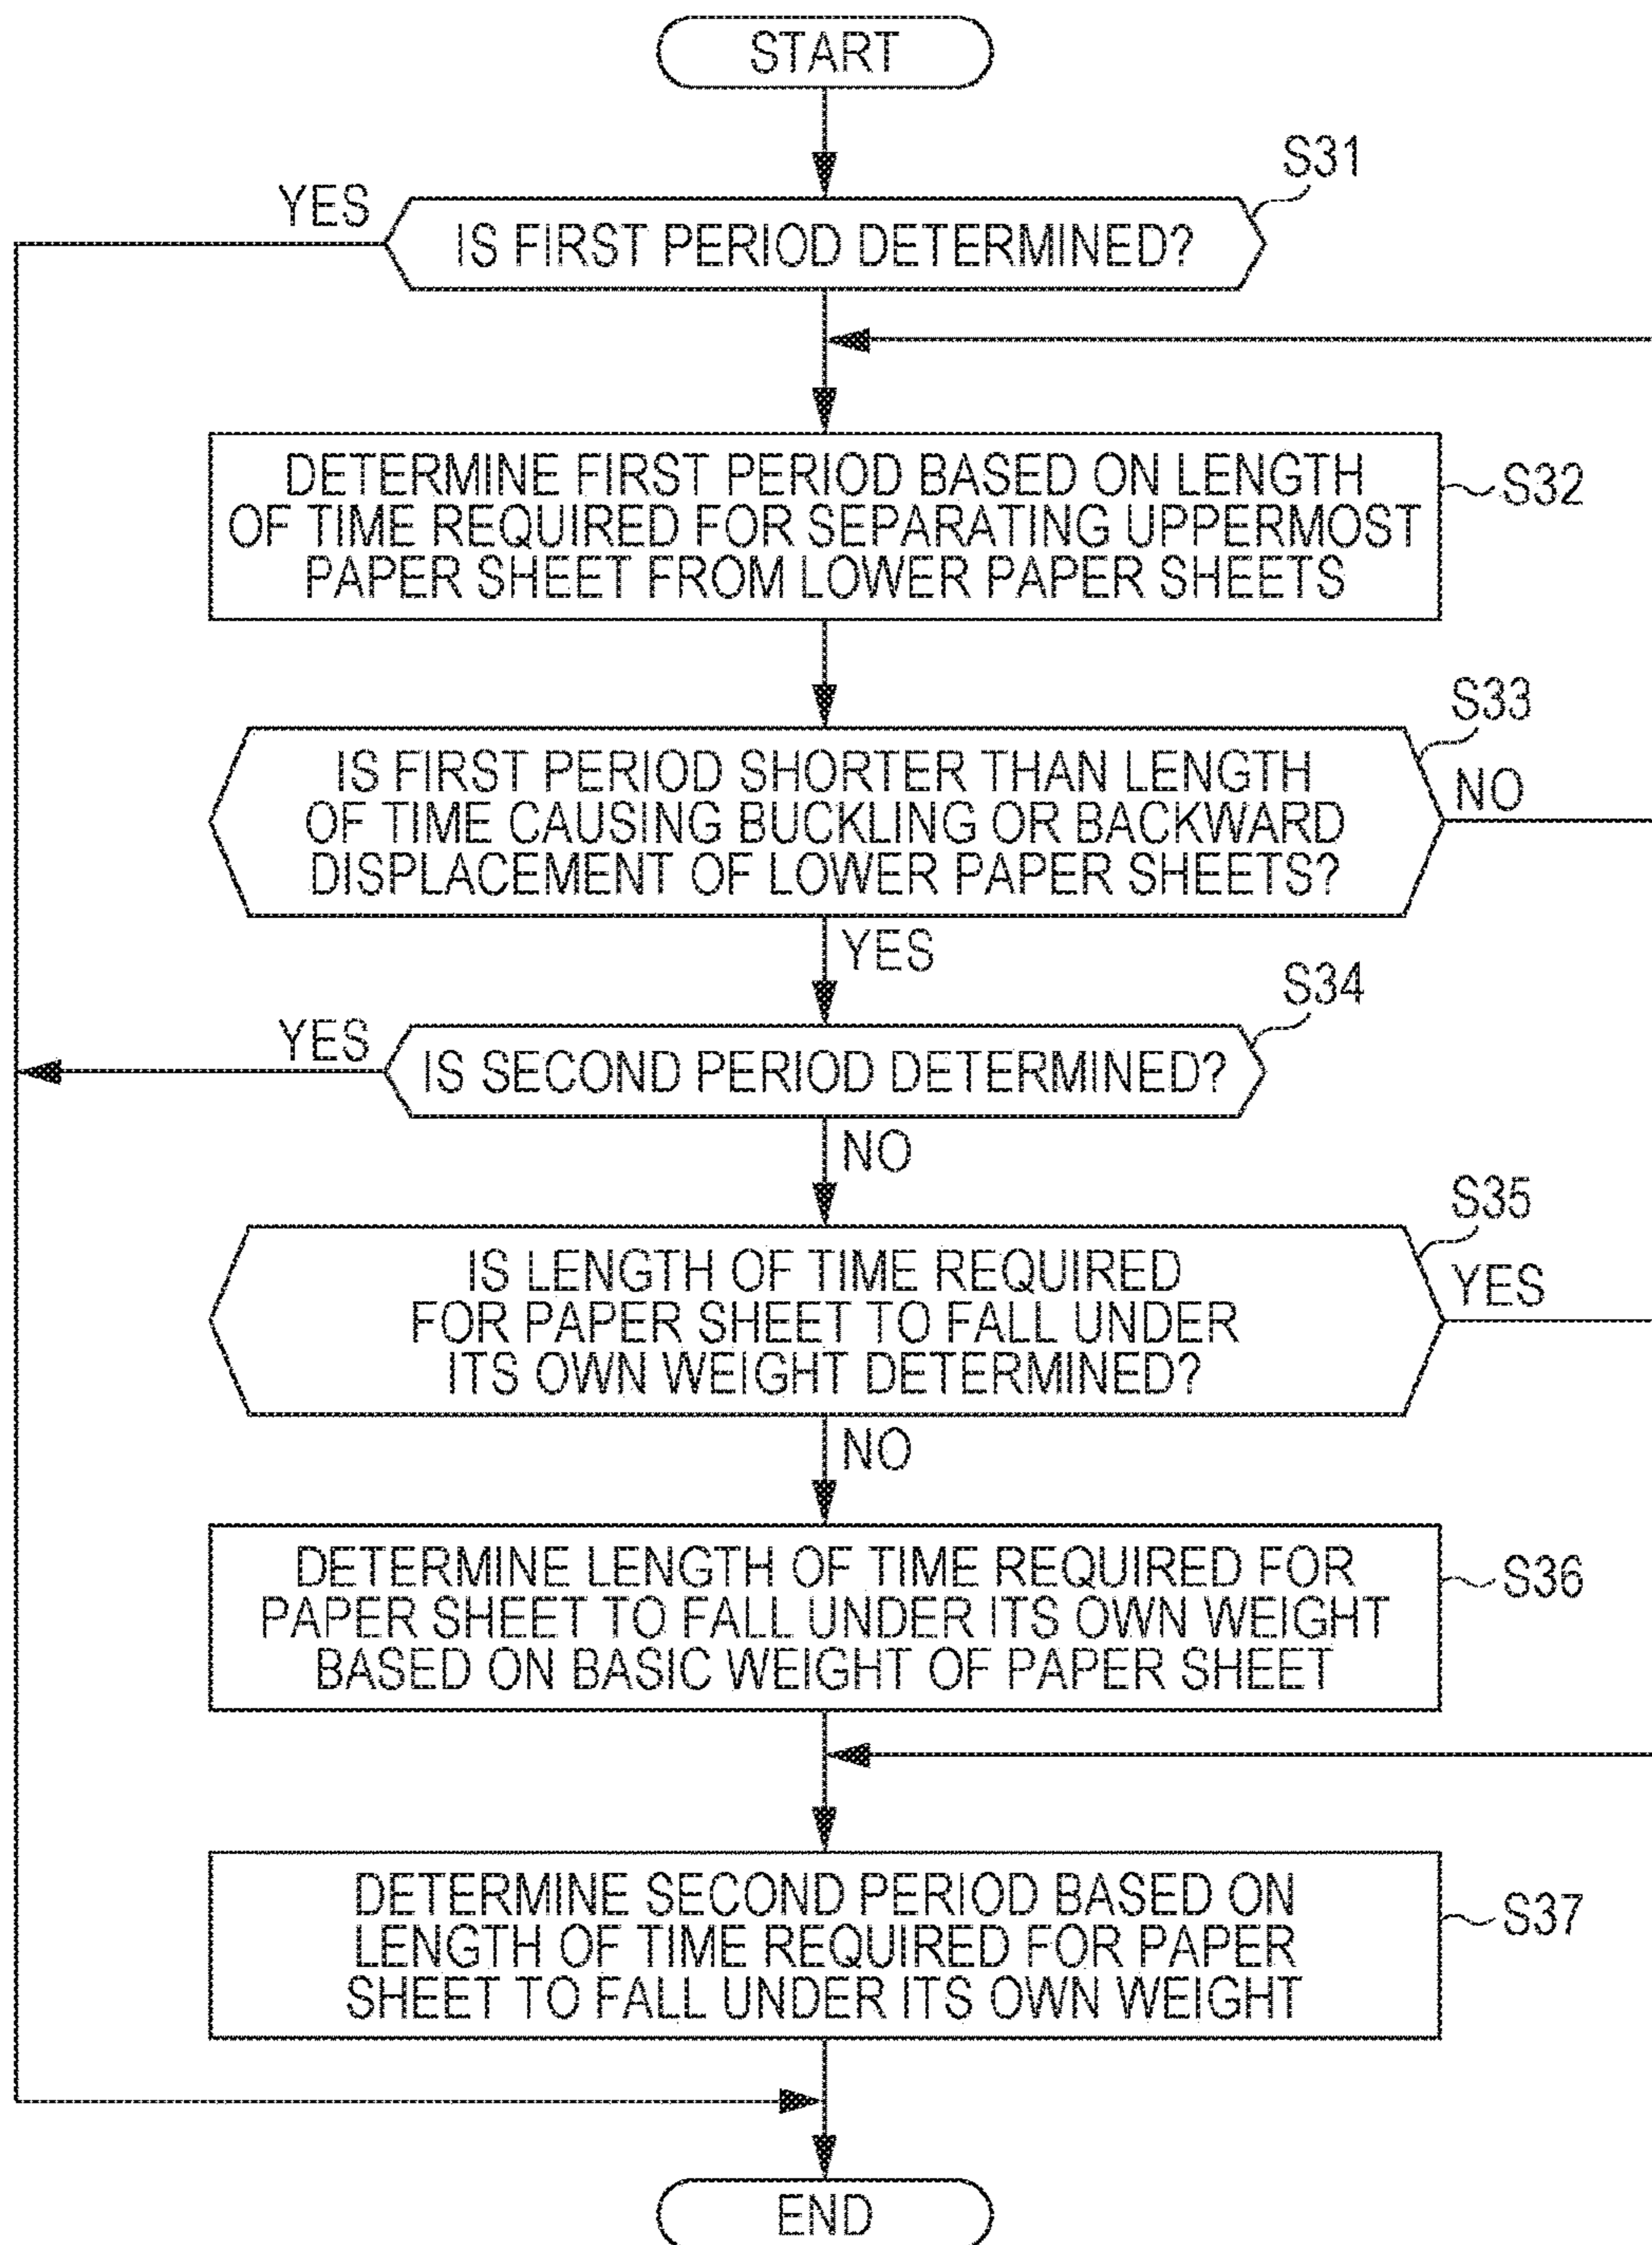 START
S31
YES
IS FIRST PERIOD DETERMINED?
DETERMINE FIRST PERIOD BASED ON LENGTH
OF TIME REQUIRED FOR SEPARATING UPPERMOST
PAPER SHEET FROM LOWER PAPER SHEETS
S32
S33
IS FIRST PERIOD SHORTER THAN LENGTH
OF TIME CAUSING BUCKLING OR BACKWARD
DISPLACEMENT OF LOWER PAPER SHEETS?
NO
YES
S34
YES
IS SECOND PERIOD DETERMINED?
NO
S35
IS LENGTH OF TIME REQUIRED
FOR PAPER SHEET TO FALL UNDER
ITS OWN WEIGHT DETERMINED?
YES
NO
DETERMINE LENGTH OF TIME REQUIRED FOR
PAPER SHEET TO FALL UNDER ITS OWN WEIGHT
BASED ON BASIC WEIGHT OF PAPER SHEET
S36
DETERMINE SECOND PERIOD BASED ON
LENGTH OF TIME REQUIRED FOR PAPER
SHEET TO FALL UNDER ITS OWN WEIGHT
S37
END